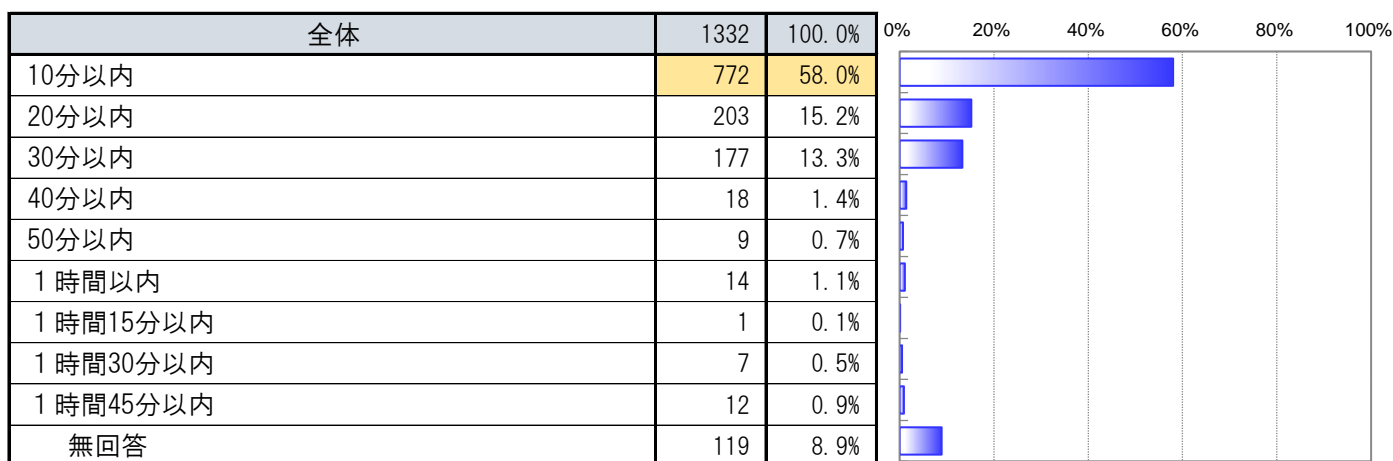 全体 1332 100.0% 0% 20% 40% 60% 80% 100%
10分以内 772 58.0%
20分以内 203 15.2%
30分以内 177 13.3%
40分以内 18 1.4%
50分以内 9 0.7%
１時間以内 14 1.1%
１時間15分以内 1 0.1%
１時間30分以内 7 0.5%
１時間45分以内 12 0.9%
無回答 119 8.9%